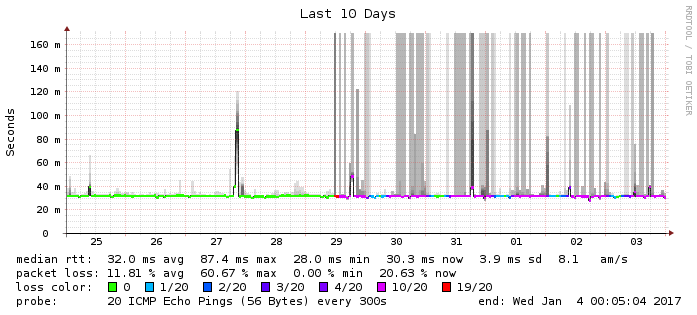 Last 10 Days
RRDTOOL / TOBI OETIKER
Seconds
160 m
140 m
120 m
100 m
80 m
60 m
40 m
20 m
0
25 26 27 28 29 30 31 01 02 03
median rtt: 32.0 ms avg 87.4 ms max 28.0 ms min 30.3 ms now 3.9 ms sd 8.1 am/s
packet loss: 11.81 % avg 60.67 % max 0.00 % min 20.63 % now
loss color: 0 1/20 2/20 3/20 4/20 10/20 19/20
probe: 20 ICMP Echo Pings (56 Bytes) every 300s end: Wed Jan 4 00:05:04 2017